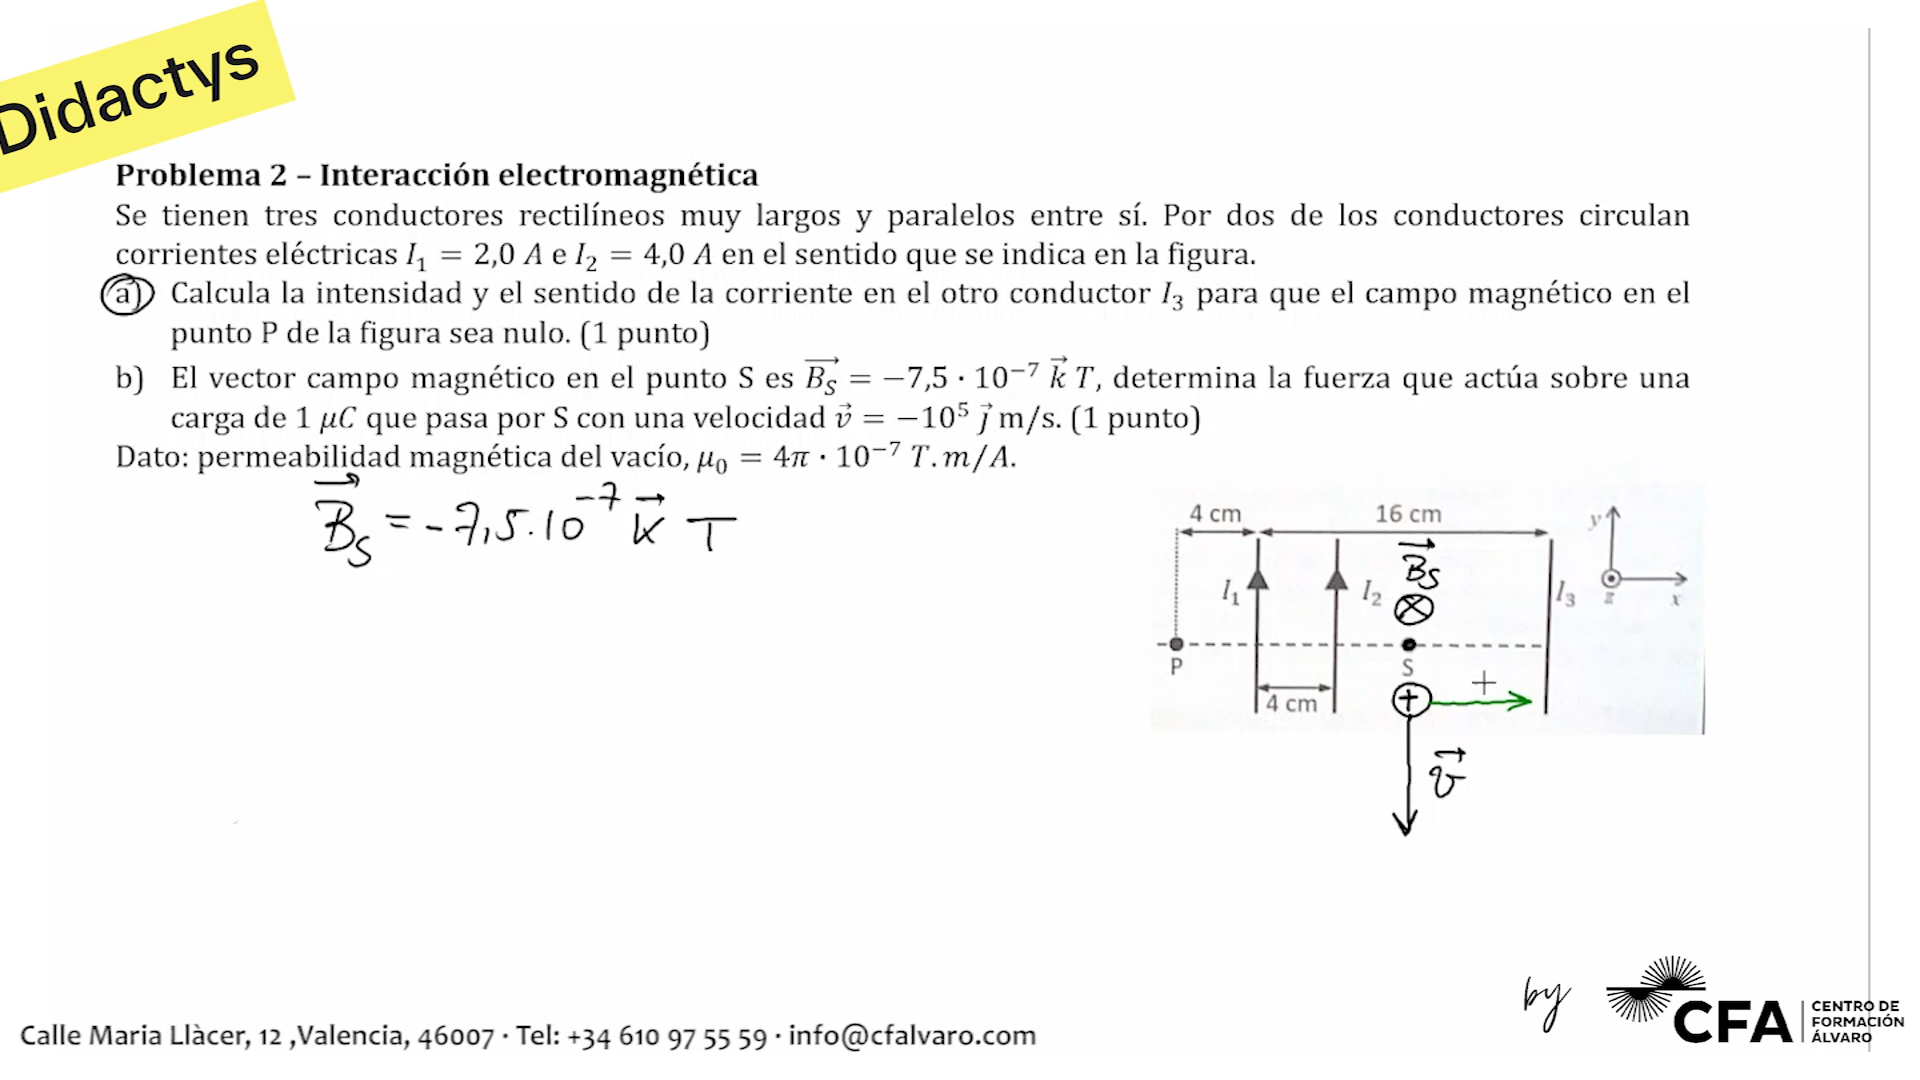 Didactys
Problema 2 – Interacción electromagnética
Se tienen tres conductores rectilíneos muy largos y paralelos entre sí. Por dos de los conductores circulan
corrientes eléctricas I₁ = 2,0 A e I₂ = 4,0 A en el sentido que se indica en la figura.
a) Calcula la intensidad y el sentido de la corriente en el otro conductor I₃ para que el campo magnético en el
punto P de la figura sea nulo. (1 punto)
b) El vector campo magnético en el punto S es B⃗ₛ = −7,5 · 10⁻⁷ k⃗ T, determina la fuerza que actúa sobre una
carga de 1 μC que pasa por S con una velocidad v⃗ = −10⁵ j⃗ m/s. (1 punto)
Dato: permeabilidad magnética del vacío, μ₀ = 4π · 10⁻⁷ T.m/A.
B⃗ₛ = -7,5.10⁻⁷ k⃗ T
4 cm 16 cm
y
B⃗ₛ
I₁ I₂ I₃ z x
P S
+
4 cm +
v⃗
by
CFA
CENTRO DE
FORMACIÓN
ÁLVARO
Calle Maria Llàcer, 12 ,Valencia, 46007 · Tel: +34 610 97 55 59 · info@cfalvaro.com